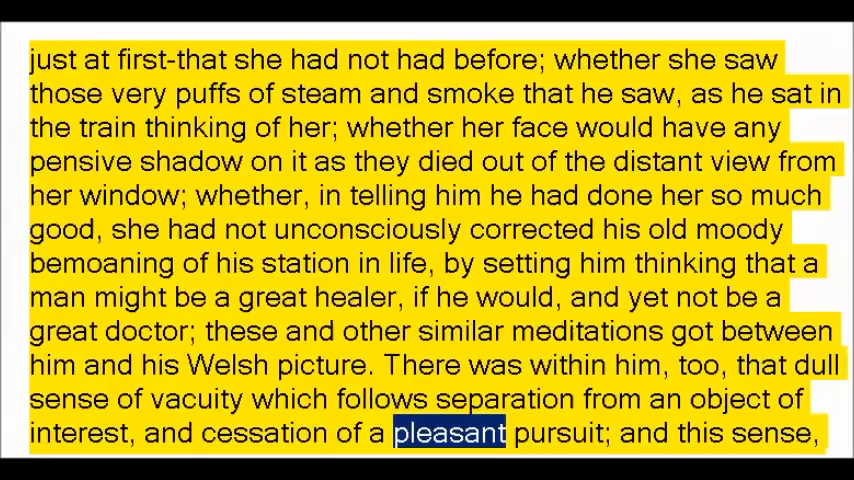 just at first-that she had not had before; whether she saw
those very puffs of steam and smoke that he saw, as he sat in
the train thinking of her; whether her face would have any
pensive shadow on it as they died out of the distant view from
her window; whether, in telling him he had done her so much
good, she had not unconsciously corrected his old moody
bemoaning of his station in life, by setting him thinking that a
man might be a great healer, if he would, and yet not be a
great doctor; these and other similar meditations got between
him and his Welsh picture. There was within him, too, that dull
sense of vacuity which follows separation from an object of
interest, and cessation of a pleasant pursuit; and this sense,